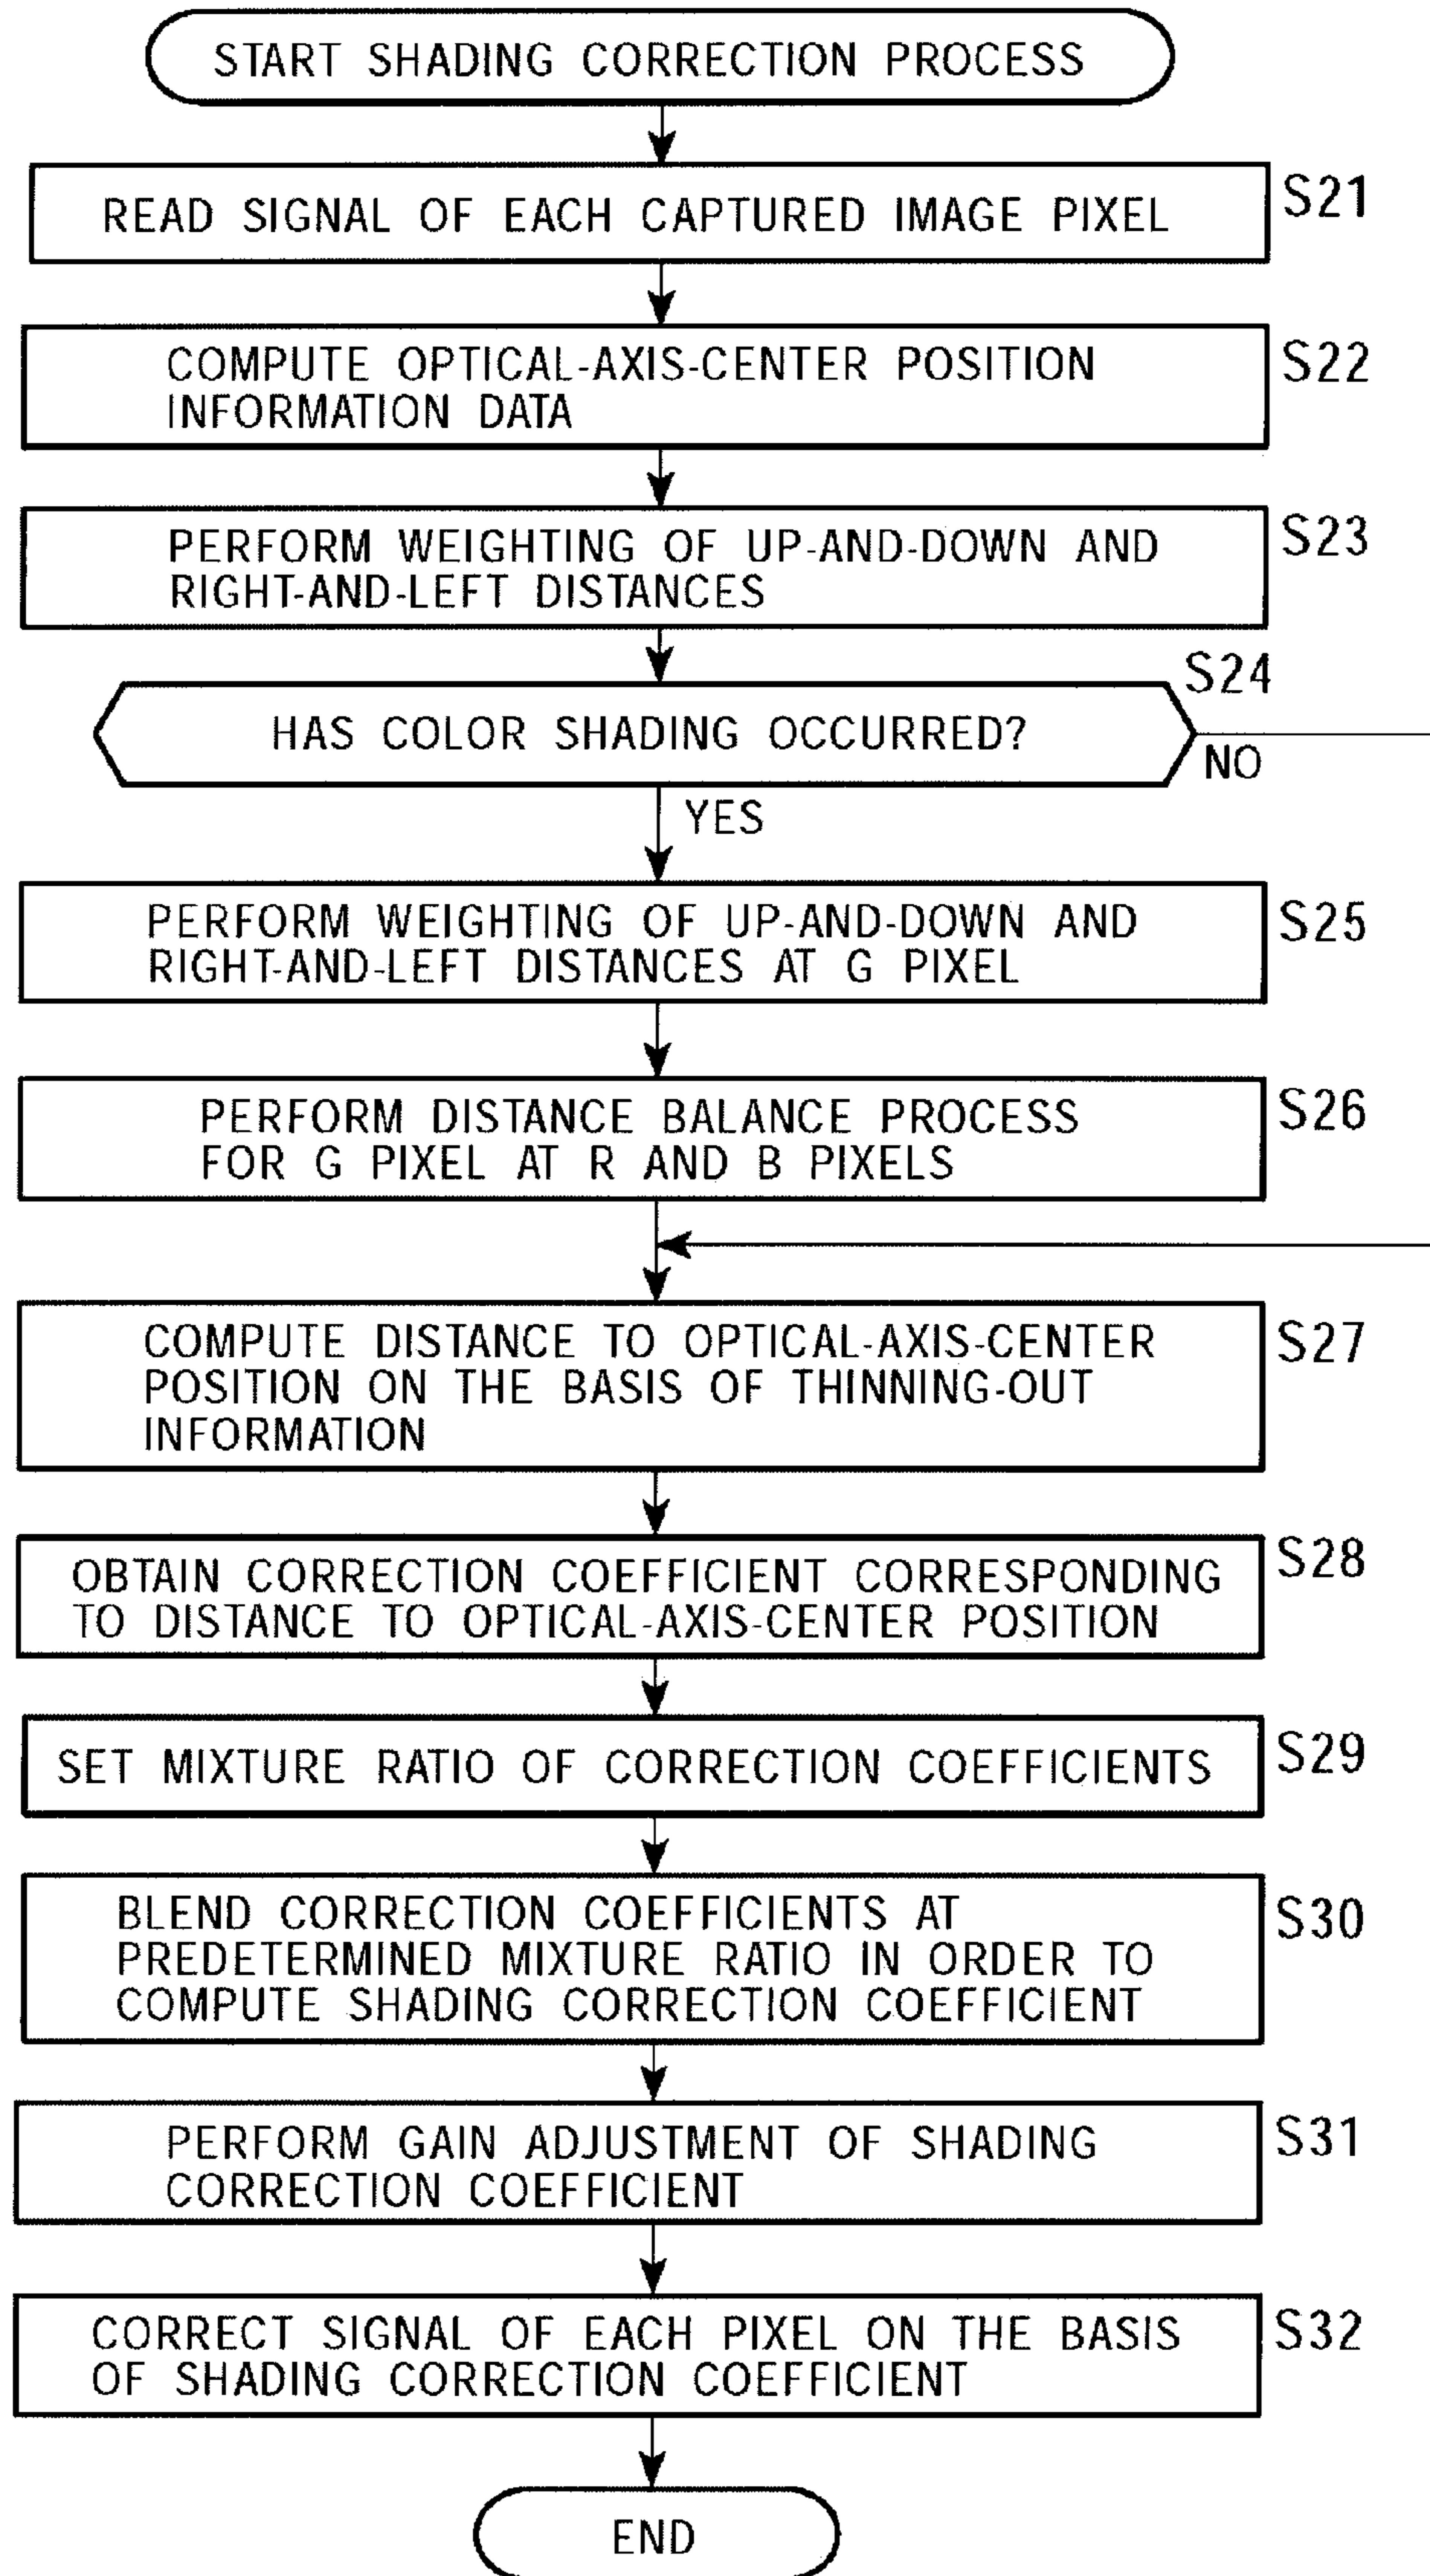 START SHADING CORRECTION PROCESS
READ SIGNAL OF EACH CAPTURED IMAGE PIXEL
S21
COMPUTE OPTICAL-AXIS-CENTER POSITION
INFORMATION DATA
S22
PERFORM WEIGHTING OF UP-AND-DOWN AND
RIGHT-AND-LEFT DISTANCES
S23
S24
HAS COLOR SHADING OCCURRED?
NO
YES
PERFORM WEIGHTING OF UP-AND-DOWN AND
RIGHT-AND-LEFT DISTANCES AT G PIXEL
S25
PERFORM DISTANCE BALANCE PROCESS
FOR G PIXEL AT R AND B PIXELS
S26
COMPUTE DISTANCE TO OPTICAL-AXIS-CENTER
POSITION ON THE BASIS OF THINNING-OUT
INFORMATION
S27
OBTAIN CORRECTION COEFFICIENT CORRESPONDING
TO DISTANCE TO OPTICAL-AXIS-CENTER POSITION
S28
SET MIXTURE RATIO OF CORRECTION COEFFICIENTS
S29
BLEND CORRECTION COEFFICIENTS AT
PREDETERMINED MIXTURE RATIO IN ORDER TO
COMPUTE SHADING CORRECTION COEFFICIENT
S30
PERFORM GAIN ADJUSTMENT OF SHADING
CORRECTION COEFFICIENT
S31
CORRECT SIGNAL OF EACH PIXEL ON THE BASIS
OF SHADING CORRECTION COEFFICIENT
S32
END